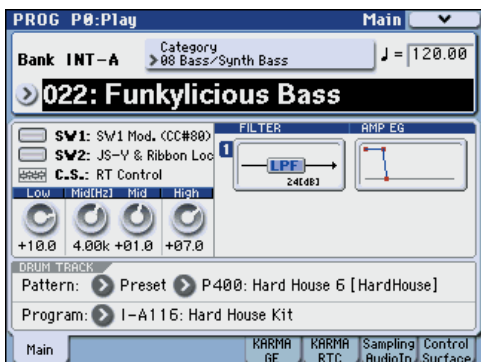 PROG P0:Play Main
Bank INT-A Category
08 Bass/Synth Bass ♩ = 120.00
022: Funkylicious Bass
SW1: SW1 Mod. (CC#80)
SW2: JS-Y & Ribbon Loc
C.S.: RT Control
FILTER AMP EG
1 LPF
24[dB]
Low Mid[Hz] Mid High
+10.0 4.00k +01.0 +07.0
DRUM TRACK
Pattern: Preset P400: Hard House 6 [HardHouse]
Program: I-A116: Hard House Kit
Main KARMA GE KARMA RTC Sampling AudioIn Control Surface